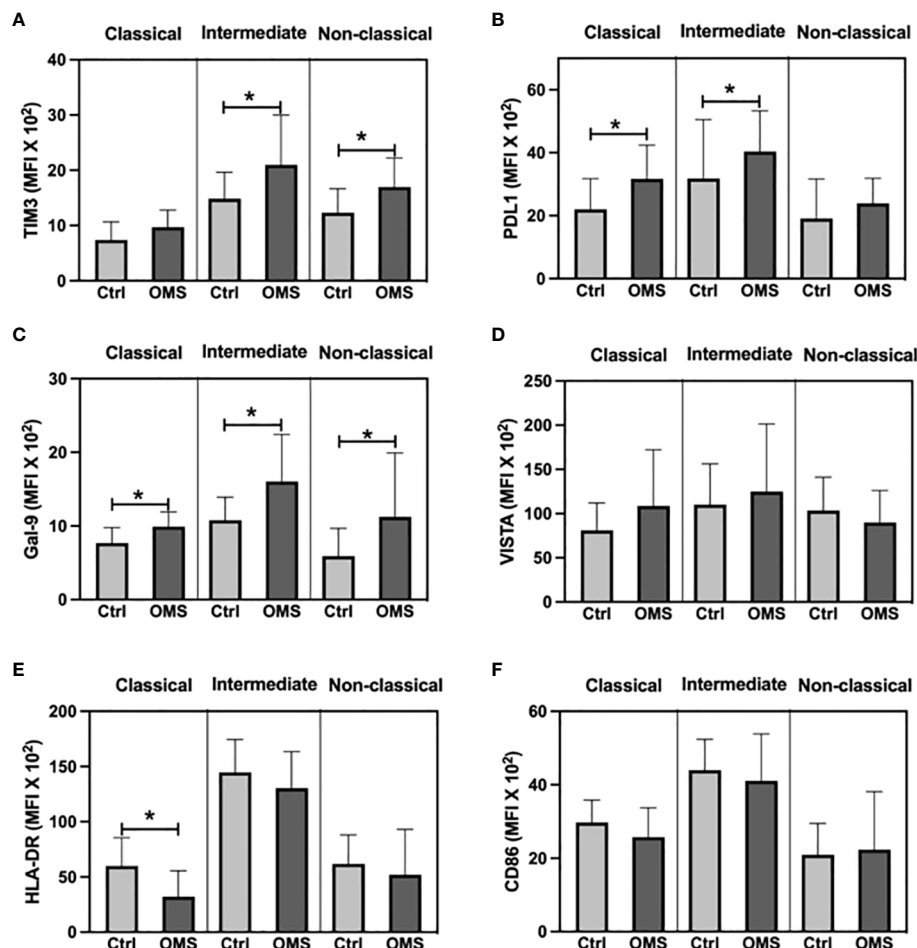 A
Classical Intermediate Non-classical
TIM3 (MFI X 10²)
40
30
20
10
0
*
*
Ctrl OMS Ctrl OMS Ctrl OMS
B
Classical Intermediate Non-classical
PDL1 (MFI X 10²)
60
40
20
0
*
*
Ctrl OMS Ctrl OMS Ctrl OMS
C
Classical Intermediate Non-classical
Gal-9 (MFI X 10²)
30
20
10
0
*
*
*
Ctrl OMS Ctrl OMS Ctrl OMS
D
Classical Intermediate Non-classical
VISTA (MFI X 10²)
250
200
150
100
50
0
Ctrl OMS Ctrl OMS Ctrl OMS
E
Classical Intermediate Non-classical
HLA-DR (MFI X 10²)
200
150
100
50
0
*
Ctrl OMS Ctrl OMS Ctrl OMS
F
Classical Intermediate Non-classical
CD86 (MFI X 10²)
60
40
20
0
Ctrl OMS Ctrl OMS Ctrl OMS